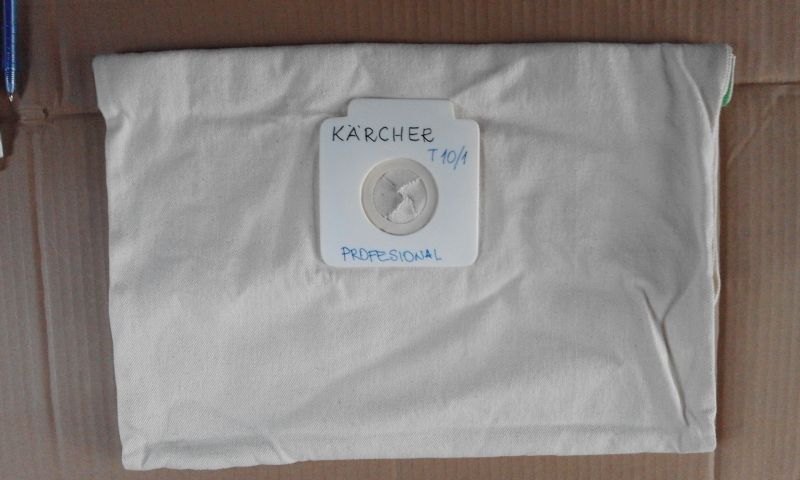 KÄRCHER
T 10/1
PROFESIONAL